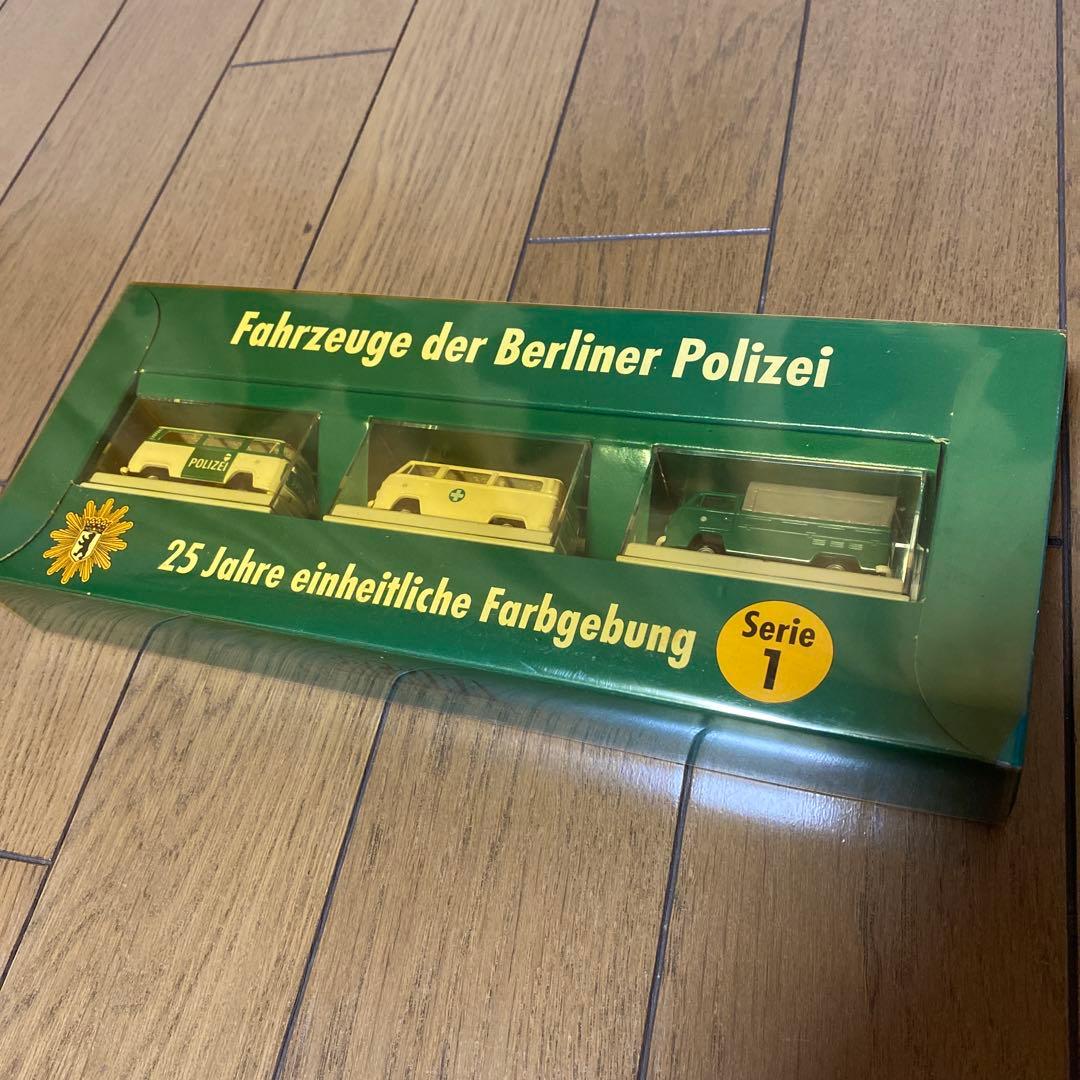 Fahrzeuge der Berliner Polizei
POLIZEI
25 Jahre einheitliche Farbgebung
Serie
1